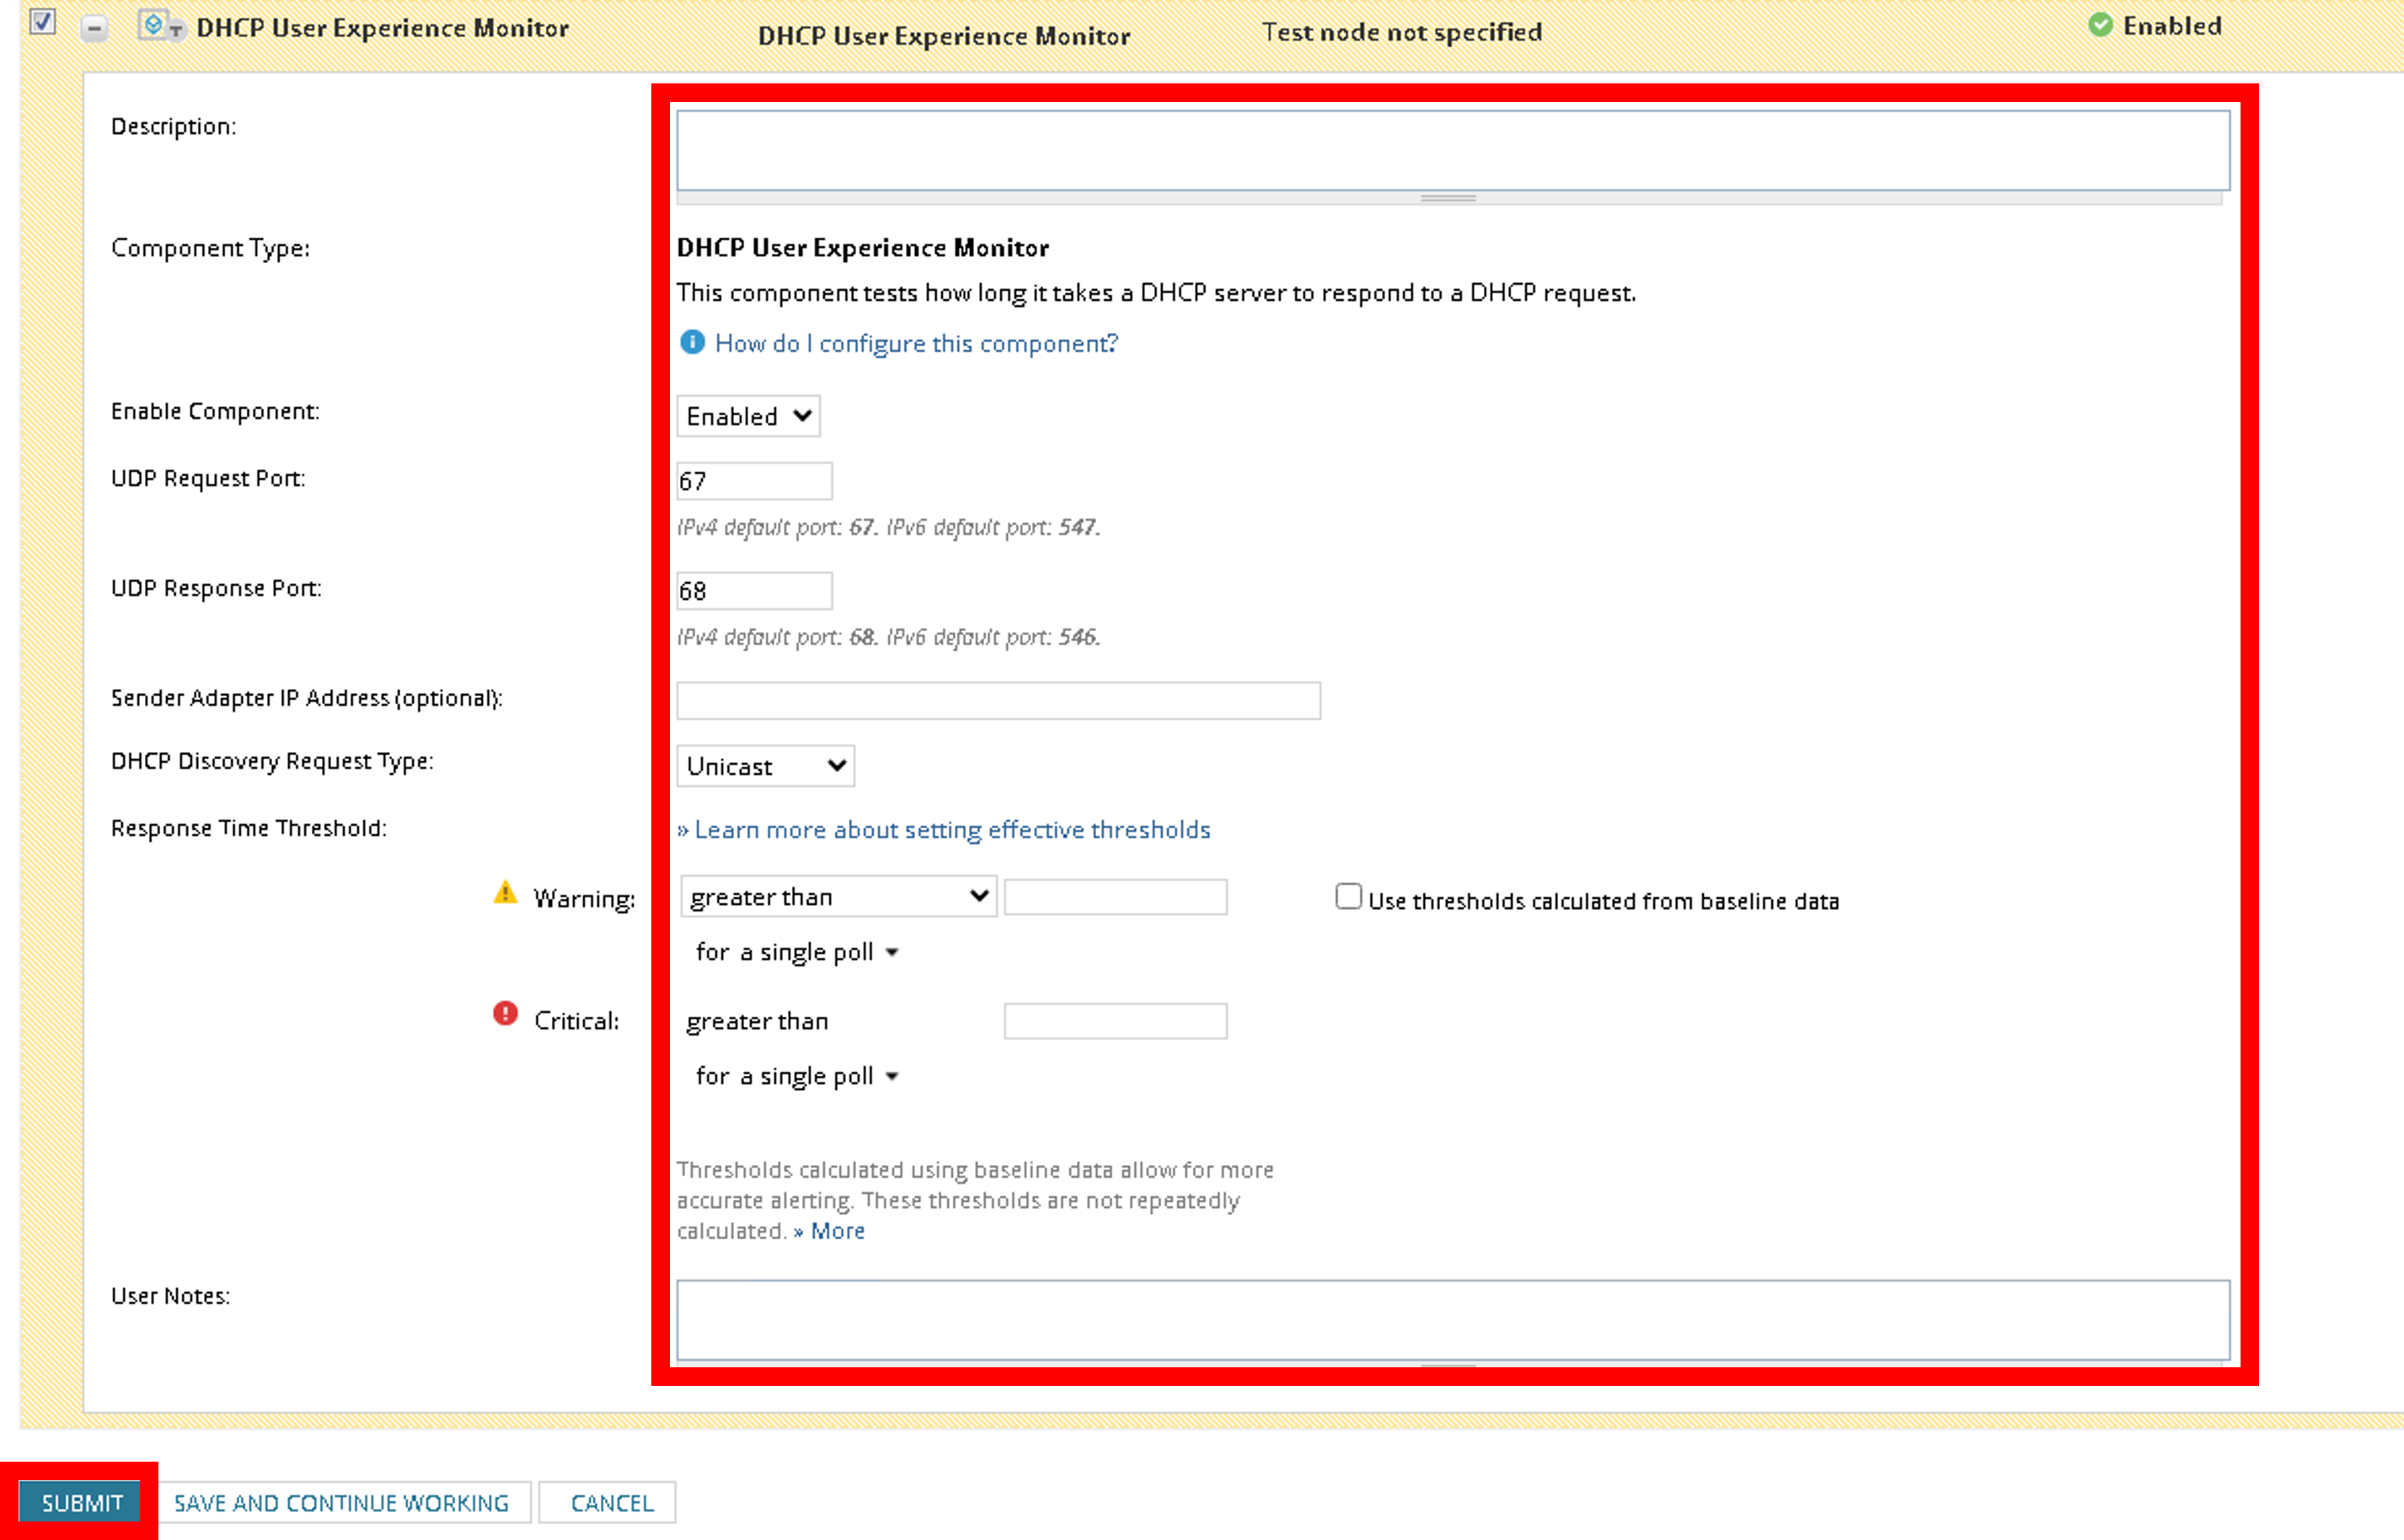 DHCP User Experience Monitor DHCP User Experience Monitor Test node not specified Enabled
Description:
Component Type: DHCP User Experience Monitor
This component tests how long it takes a DHCP server to respond to a DHCP request.
How do I configure this component?
Enable Component: Enabled
UDP Request Port: 67
IPv4 default port: 67. IPv6 default port: 547.
UDP Response Port: 68
IPv4 default port: 68. IPv6 default port: 546.
Sender Adapter IP Address (optional):
DHCP Discovery Request Type: Unicast
Response Time Threshold: » Learn more about setting effective thresholds
Warning: greater than Use thresholds calculated from baseline data
for a single poll
Critical: greater than
for a single poll
Thresholds calculated using baseline data allow for more
accurate alerting. These thresholds are not repeatedly
calculated. » More
User Notes:
SUBMIT SAVE AND CONTINUE WORKING CANCEL